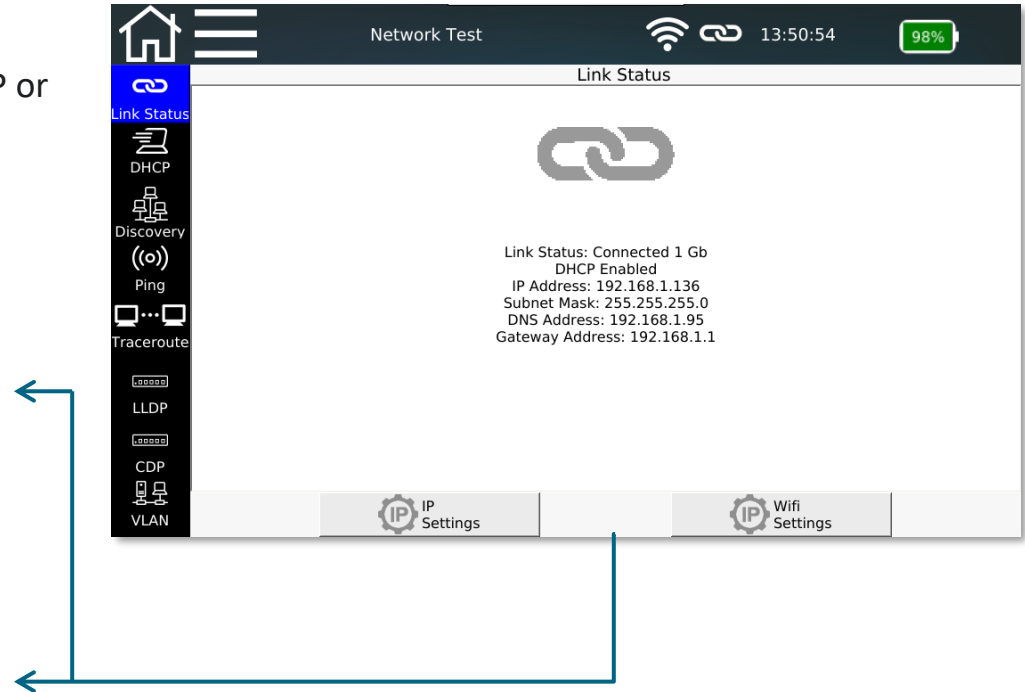 P or
Network Test
13:50:54
98%
Link Status
Link Status
DHCP
Discovery
Ping
Traceroute
LLDP
CDP
VLAN
Link Status: Connected 1 Gb
DHCP Enabled
IP Address: 192.168.1.136
Subnet Mask: 255.255.255.0
DNS Address: 192.168.1.95
Gateway Address: 192.168.1.1
IP
IP
Settings
IP
Wifi
Settings